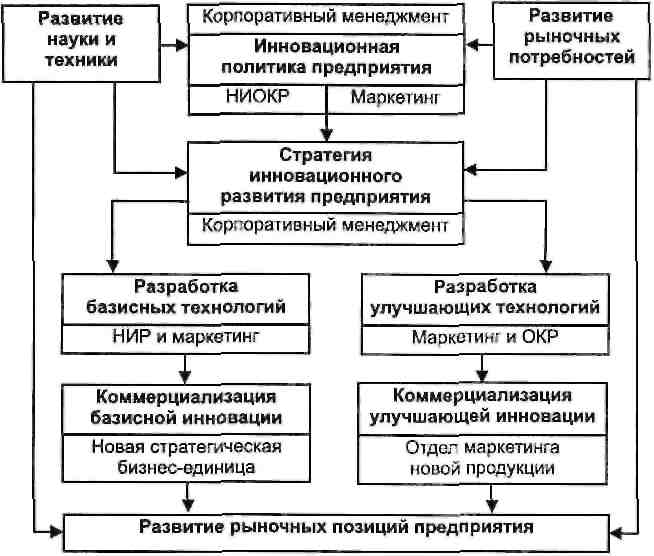 Развитие
науки и
техники
Корпоративный менеджмент
Инновационная
политика предприятия
НИОКР
Маркетинг
Развитие
рыночных
потребностей
Стратегия
инновационного
развития предприятия
Корпоративный менеджмент
Разработка
базисных технологий
НИР и маркетинг
Разработка
улучшающих технологий
Маркетинг и ОКР
Коммерциализация
базисной инновации
Новая стратегическая
бизнес-единица
Коммерциализация
улучшающей инновации
Отдел маркетинга
новой продукции
Развитие рыночных позиций предприятия